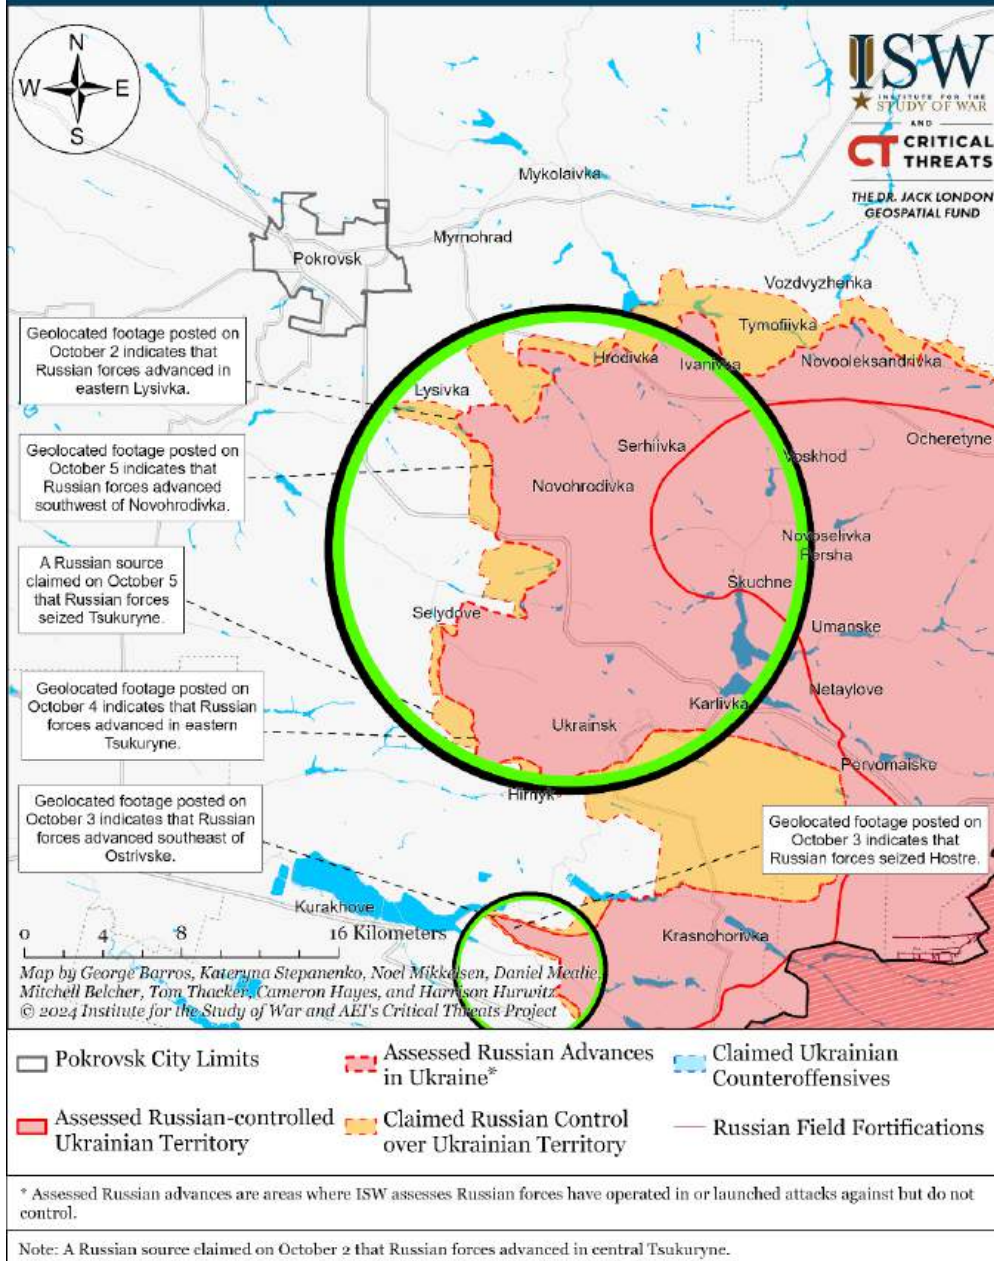 N
W E
S
ISW
INSTITUTE FOR THE
STUDY OF WAR
AND
CT CRITICAL
THREATS
THE DR. JACK LONDON
GEOSPATIAL FUND
Mykolaivka
Myrnohrad
Pokrovsk
Vozdvyzhenka
Tymofiivka
Geolocated footage posted on
October 2 indicates that
Russian forces advanced in
eastern Lysivka.
Hrodivka
Ivanivka
Novooleksandrivka
Lysivka
Ocheretyne
Serhiivka
Voskhod
Geolocated footage posted on
October 5 indicates that
Russian forces advanced
southwest of Novohrodivka.
Novohrodivka
Novoselivka
Persha
A Russian source
claimed on October 5
that Russian forces
seized Tsukuryne.
Skuchne
Selydove
Umanske
Geolocated footage posted on
October 4 indicates that Russian
forces advanced in eastern
Tsukuryne.
Netaylove
Karlivka
Ukrainsk
Pervomaiske
Hirnyk
Geolocated footage posted on
October 3 indicates that Russian
forces advanced southeast of
Ostrivske.
Geolocated footage posted on
October 3 indicates that
Russian forces seized Hostre.
Kurakhove
Krasnohorivka
0 4 8 16 Kilometers
Map by George Barros, Kateryna Stepanenko, Noel Mikkelsen, Daniel Mealie,
Mitchell Belcher, Tom Thacker, Cameron Hayes, and Harrison Hurwitz
© 2024 Institute for the Study of War and AEI's Critical Threats Project
Pokrovsk City Limits
Assessed Russian Advances
in Ukraine*
Claimed Ukrainian
Counteroffensives
Assessed Russian-controlled
Ukrainian Territory
Claimed Russian Control
over Ukrainian Territory
Russian Field Fortifications
* Assessed Russian advances are areas where ISW assesses Russian forces have operated in or launched attacks against but do not
control.
Note: A Russian source claimed on October 2 that Russian forces advanced in central Tsukuryne.